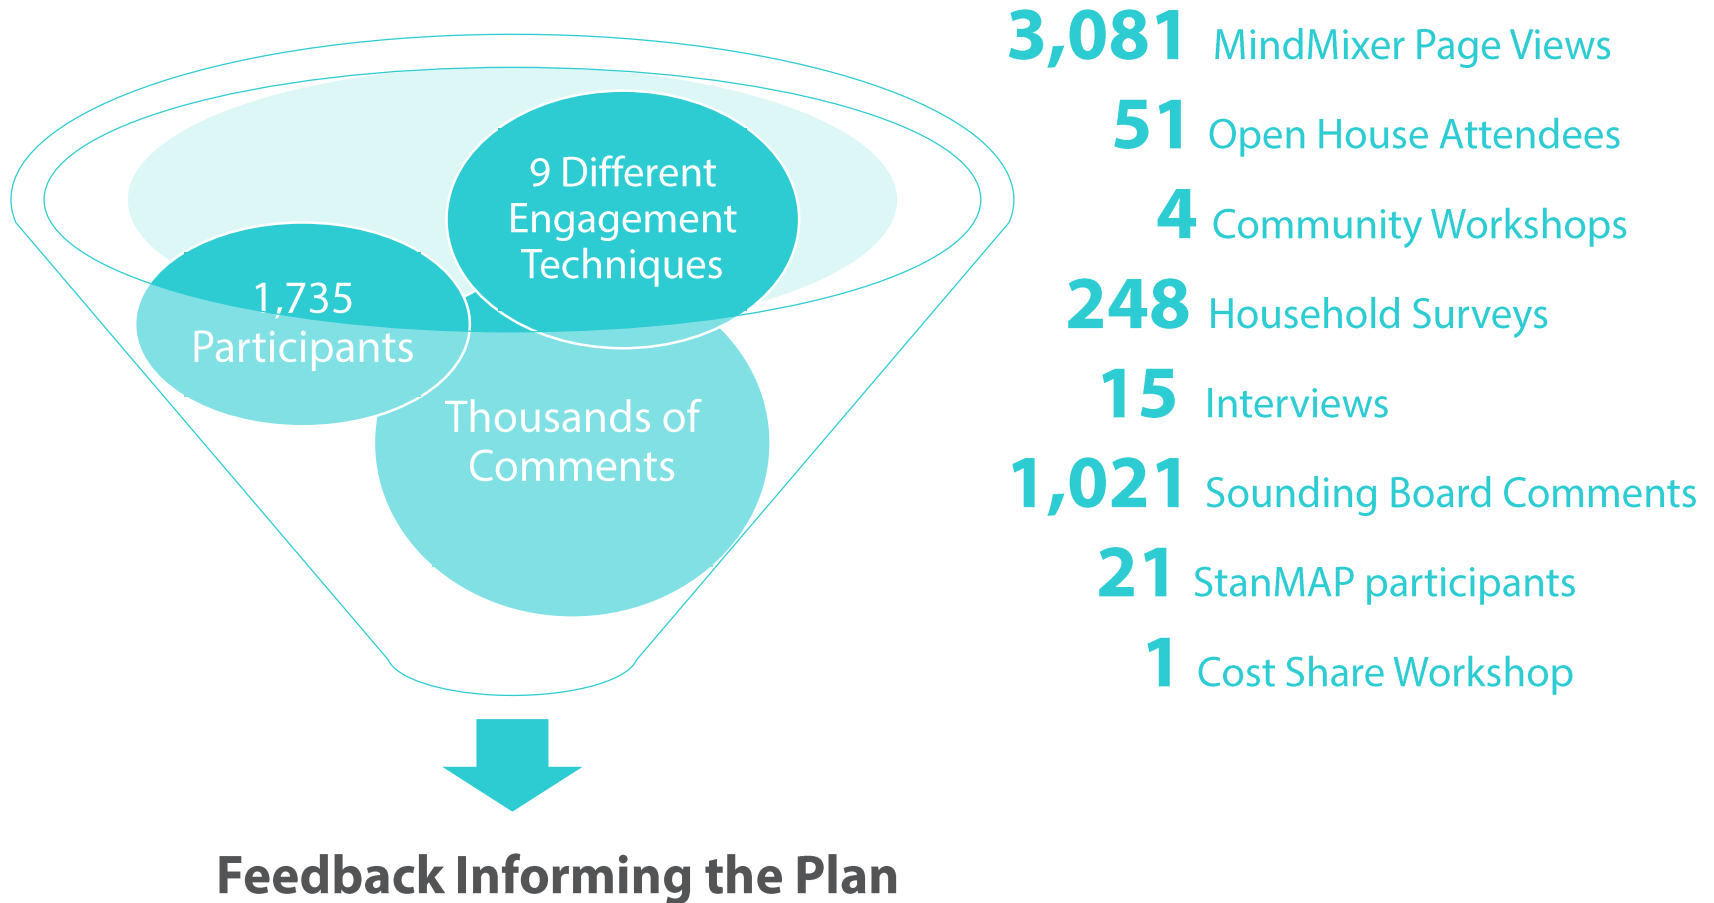 9 Different
Engagement
Techniques
1,735
Participants
Thousands of
Comments
Feedback Informing the Plan
3,081 MindMixer Page Views
51 Open House Attendees
4 Community Workshops
248 Household Surveys
15 Interviews
1,021 Sounding Board Comments
21 StanMAP participants
1 Cost Share Workshop